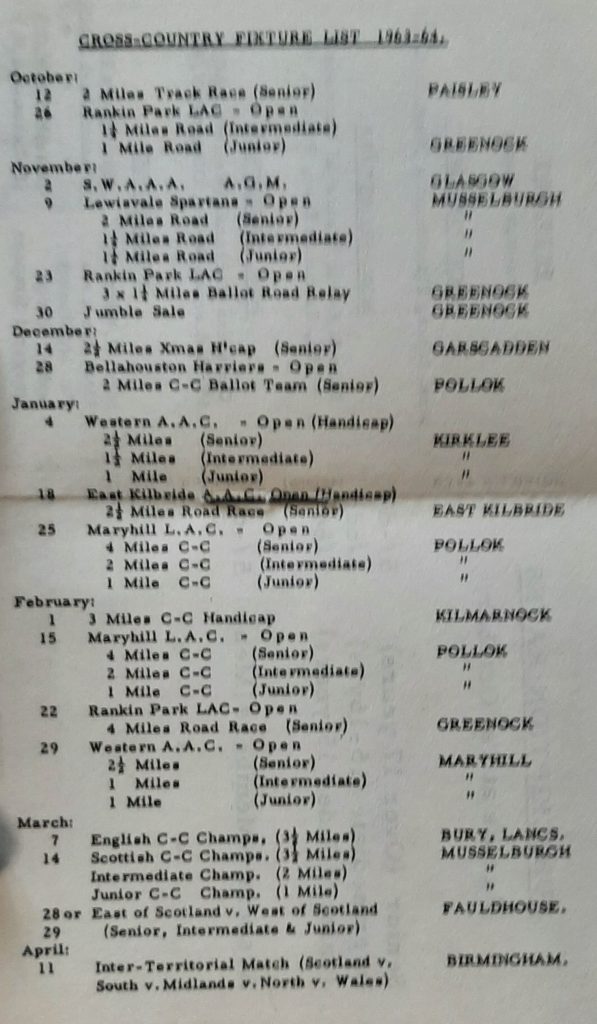 CROSS-COUNTRY FIXTURE LIST 1963-64.
October:
12 2 Miles Track Race (Senior) PAISLEY
26 Rankin Park LAC - Open
1¼ Miles Road (Intermediate)
1 Mile Road (Junior) GREENOCK
November:
2 S.W.A.A.A. A.G.M. GLASGOW
9 Lewisvale Spartans - Open MUSSELBURGH
2 Miles Road (Senior) "
1¼ Miles Road (Intermediate) "
1¼ Miles Road (Junior) "
23 Rankin Park LAC - Open
3 x 1¼ Miles Ballot Road Relay GREENOCK
30 Jumble Sale GREENOCK
December:
14 2½ Miles Xmas H'cap (Senior) GARSCADDEN
28 Bellahouston Harriers - Open
2 Miles C-C Ballot Team (Senior) POLLOK
January:
4 Western A.A.C. - Open (Handicap)
2½ Miles (Senior) KIRKLEE
1½ Miles (Intermediate) "
1 Mile (Junior) "
18 East Kilbride A.A.C. Open (Handicap)
2½ Miles Road Race (Senior) EAST KILBRIDE
25 Maryhill L.A.C. - Open
4 Miles C-C (Senior) POLLOK
2 Miles C-C (Intermediate) "
1 Mile C-C (Junior) "
February:
1 3 Miles C-C Handicap KILMARNOCK
15 Maryhill L.A.C. - Open
4 Miles C-C (Senior) POLLOK
2 Miles C-C (Intermediate) "
1 Mile C-C (Junior) "
22 Rankin Park LAC- Open
4 Miles Road Race (Senior) GREENOCK
29 Western A.A.C. - Open
2½ Miles (Senior) MARYHILL
1 Miles (Intermediate) "
1 Mile (Junior) "
March:
7 English C-C Champs. (3½ Miles) BURY, LANCS.
14 Scottish C-C Champs. (3½ Miles) MUSSELBURGH
Intermediate Champ. (2 Miles) "
Junior C-C Champ. (1 Mile) "
28 or East of Scotland v. West of Scotland FAULDHOUSE.
29 (Senior, Intermediate & Junior)
April:
11 Inter-Territorial Match (Scotland v. BIRMINGHAM.
South v. Midlands v. North v. Wales)